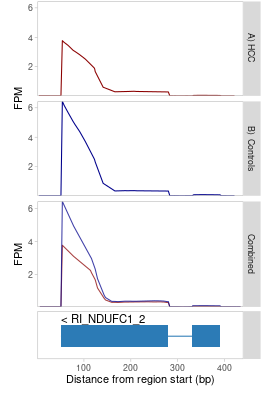 6
4
2
FPM
A) HCC
6
4
2
B) Controls
6
4
2
FPM
Combined
< RI_NDUFC1_2
100 200 300 400
Distance from region start (bp)